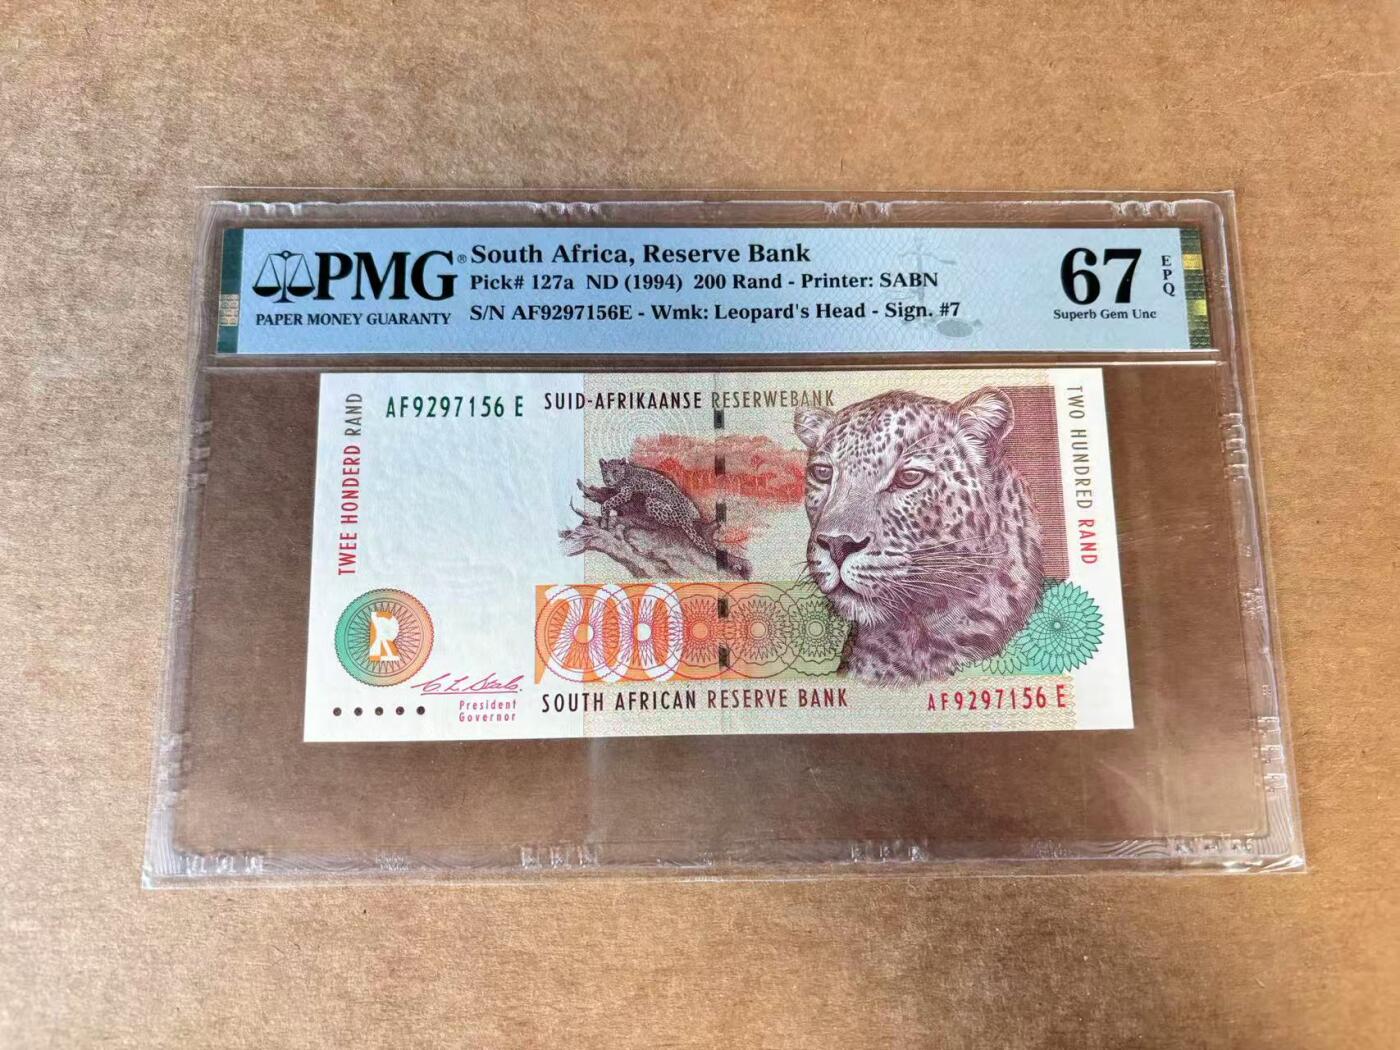 PMG®
PAPER MONEY GUARANTY
South Africa, Reserve Bank
Pick# 127a ND (1994) 200 Rand - Printer: SABN
S/N AF9297156E - Wmk: Leopard's Head - Sign. #7
67
EPQ
Superb Gem Unc
TWEE HONDERD RAND
AF9297156 E
SUID-AFRIKAANSE RESERWEBANK
TWO HUNDRED RAND
R
200
C L Stals.
President
Governor
SOUTH AFRICAN RESERVE BANK
AF9297156 E